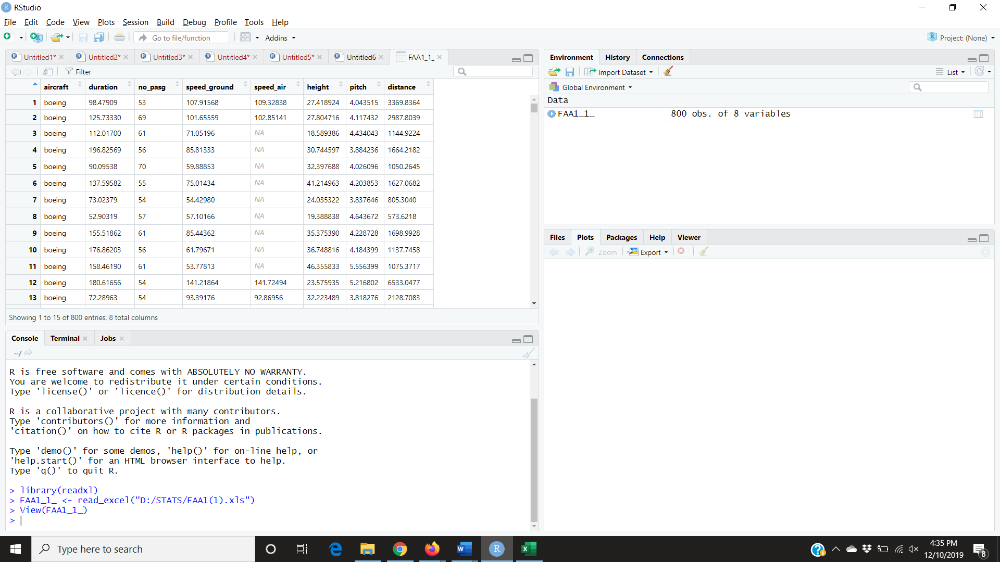 RStudio
File Edit Code View Plots Session Build Debug Profile Tools Help
Go to file/function Addins Project: (None)
Untitled1* Untitled2* Untitled3* Untitled4* Untitled5* Untitled6 FAA1_1_
Filter
aircraft duration no_pasg speed_ground speed_air height pitch distance
1 boeing 98.47909 53 107.91568 109.32838 27.418924 4.043515 3369.8364
2 boeing 125.73330 69 101.65559 102.85141 27.804716 4.117432 2987.8039
3 boeing 112.01700 61 71.05196 NA 18.589386 4.434043 1144.9224
4 boeing 196.82569 56 85.81333 NA 30.744597 3.884236 1664.2182
5 boeing 90.09538 70 59.88853 NA 32.397688 4.026096 1050.2645
6 boeing 137.59582 55 75.01434 NA 41.214963 4.203853 1627.0682
7 boeing 73.02379 54 54.42980 NA 24.035322 3.837646 805.3040
8 boeing 52.90319 57 57.10166 NA 19.388838 4.643672 573.6218
9 boeing 155.51862 61 85.44362 NA 35.375390 4.228728 1698.9928
10 boeing 176.86203 56 61.79671 NA 36.748816 4.184399 1137.7458
11 boeing 158.46190 61 53.77813 NA 46.355833 5.556399 1075.3717
12 boeing 180.61656 54 141.21864 141.72494 23.575935 5.216802 6533.0477
13 boeing 72.28963 54 93.39176 92.86956 32.223489 3.818276 2128.7083
Showing 1 to 15 of 800 entries, 8 total columns
Console Terminal Jobs
~/
R is free software and comes with ABSOLUTELY NO WARRANTY.
You are welcome to redistribute it under certain conditions.
Type 'license()' or 'licence()' for distribution details.
R is a collaborative project with many contributors.
Type 'contributors()' for more information and
'citation()' on how to cite R or R packages in publications.
Type 'demo()' for some demos, 'help()' for on-line help, or
'help.start()' for an HTML browser interface to help.
Type 'q()' to quit R.
> library(readxl)
> FAA1_1_ <- read_excel("D:/STATS/FAA1(1).xls")
> View(FAA1_1_)
>
Environment History Connections
Import Dataset List
Global Environment
Data
FAA1_1_ 800 obs. of 8 variables
Files Plots Packages Help Viewer
Zoom Export
Type here to search
4:35 PM
12/10/2019
8